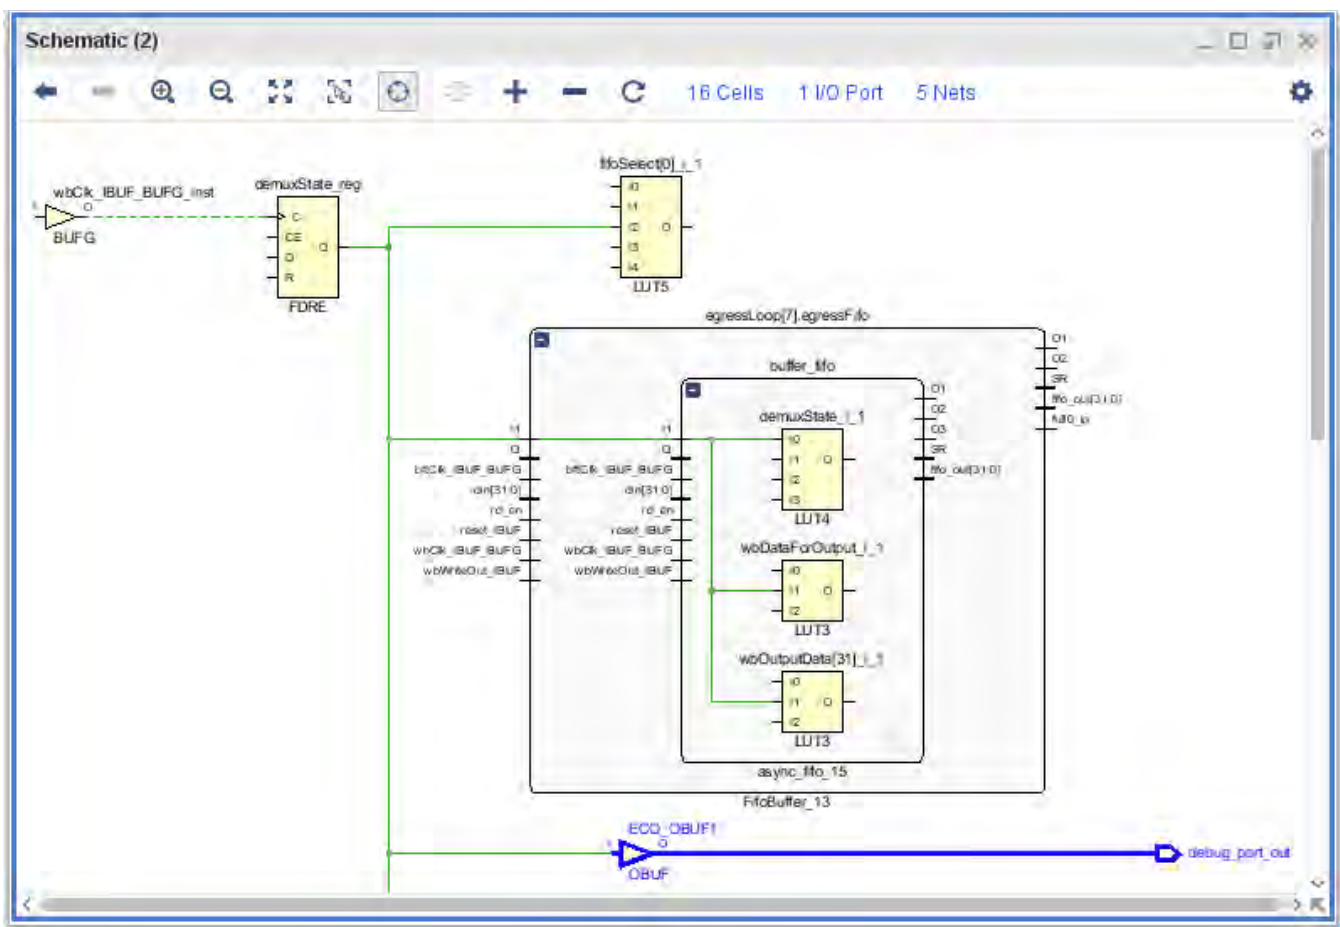 Schematic (2)
16 Cells 1 I/O Port 5 Nets
wbClk_IBUF_BUFG_inst
O
BUFG
demuxState_reg
C
CE
D
R
Q
FDRE
fifoSelect[0]_i_1
I0
I1
I2
I3
I4
O
LUT5
egressLoop[7].egressFifo
I1
Q
bftClk_IBUF_BUFG
din[31:0]
rd_en
reset_IBUF
wbClk_IBUF_BUFG
wbWriteOut_IBUF
O1
O2
SR
fifo_out[31:0]
buffer_fifo
I1
Q
bftClk_IBUF_BUFG
din[31:0]
rd_en
reset_IBUF
wbClk_IBUF_BUFG
wbWriteOut_IBUF
O1
O2
O3
SR
fifo_out[31:0]
demuxState_i_1
I0
I1
I2
I3
O
LUT4
wbDataForOutput_i_1
I0
I1
I2
O
LUT3
wbOutputData[31]_i_1
I0
I1
I2
O
LUT3
async_fifo_15
FifoBuffer_13
ECO_OBUF1
O
OBUF
debug_port_out